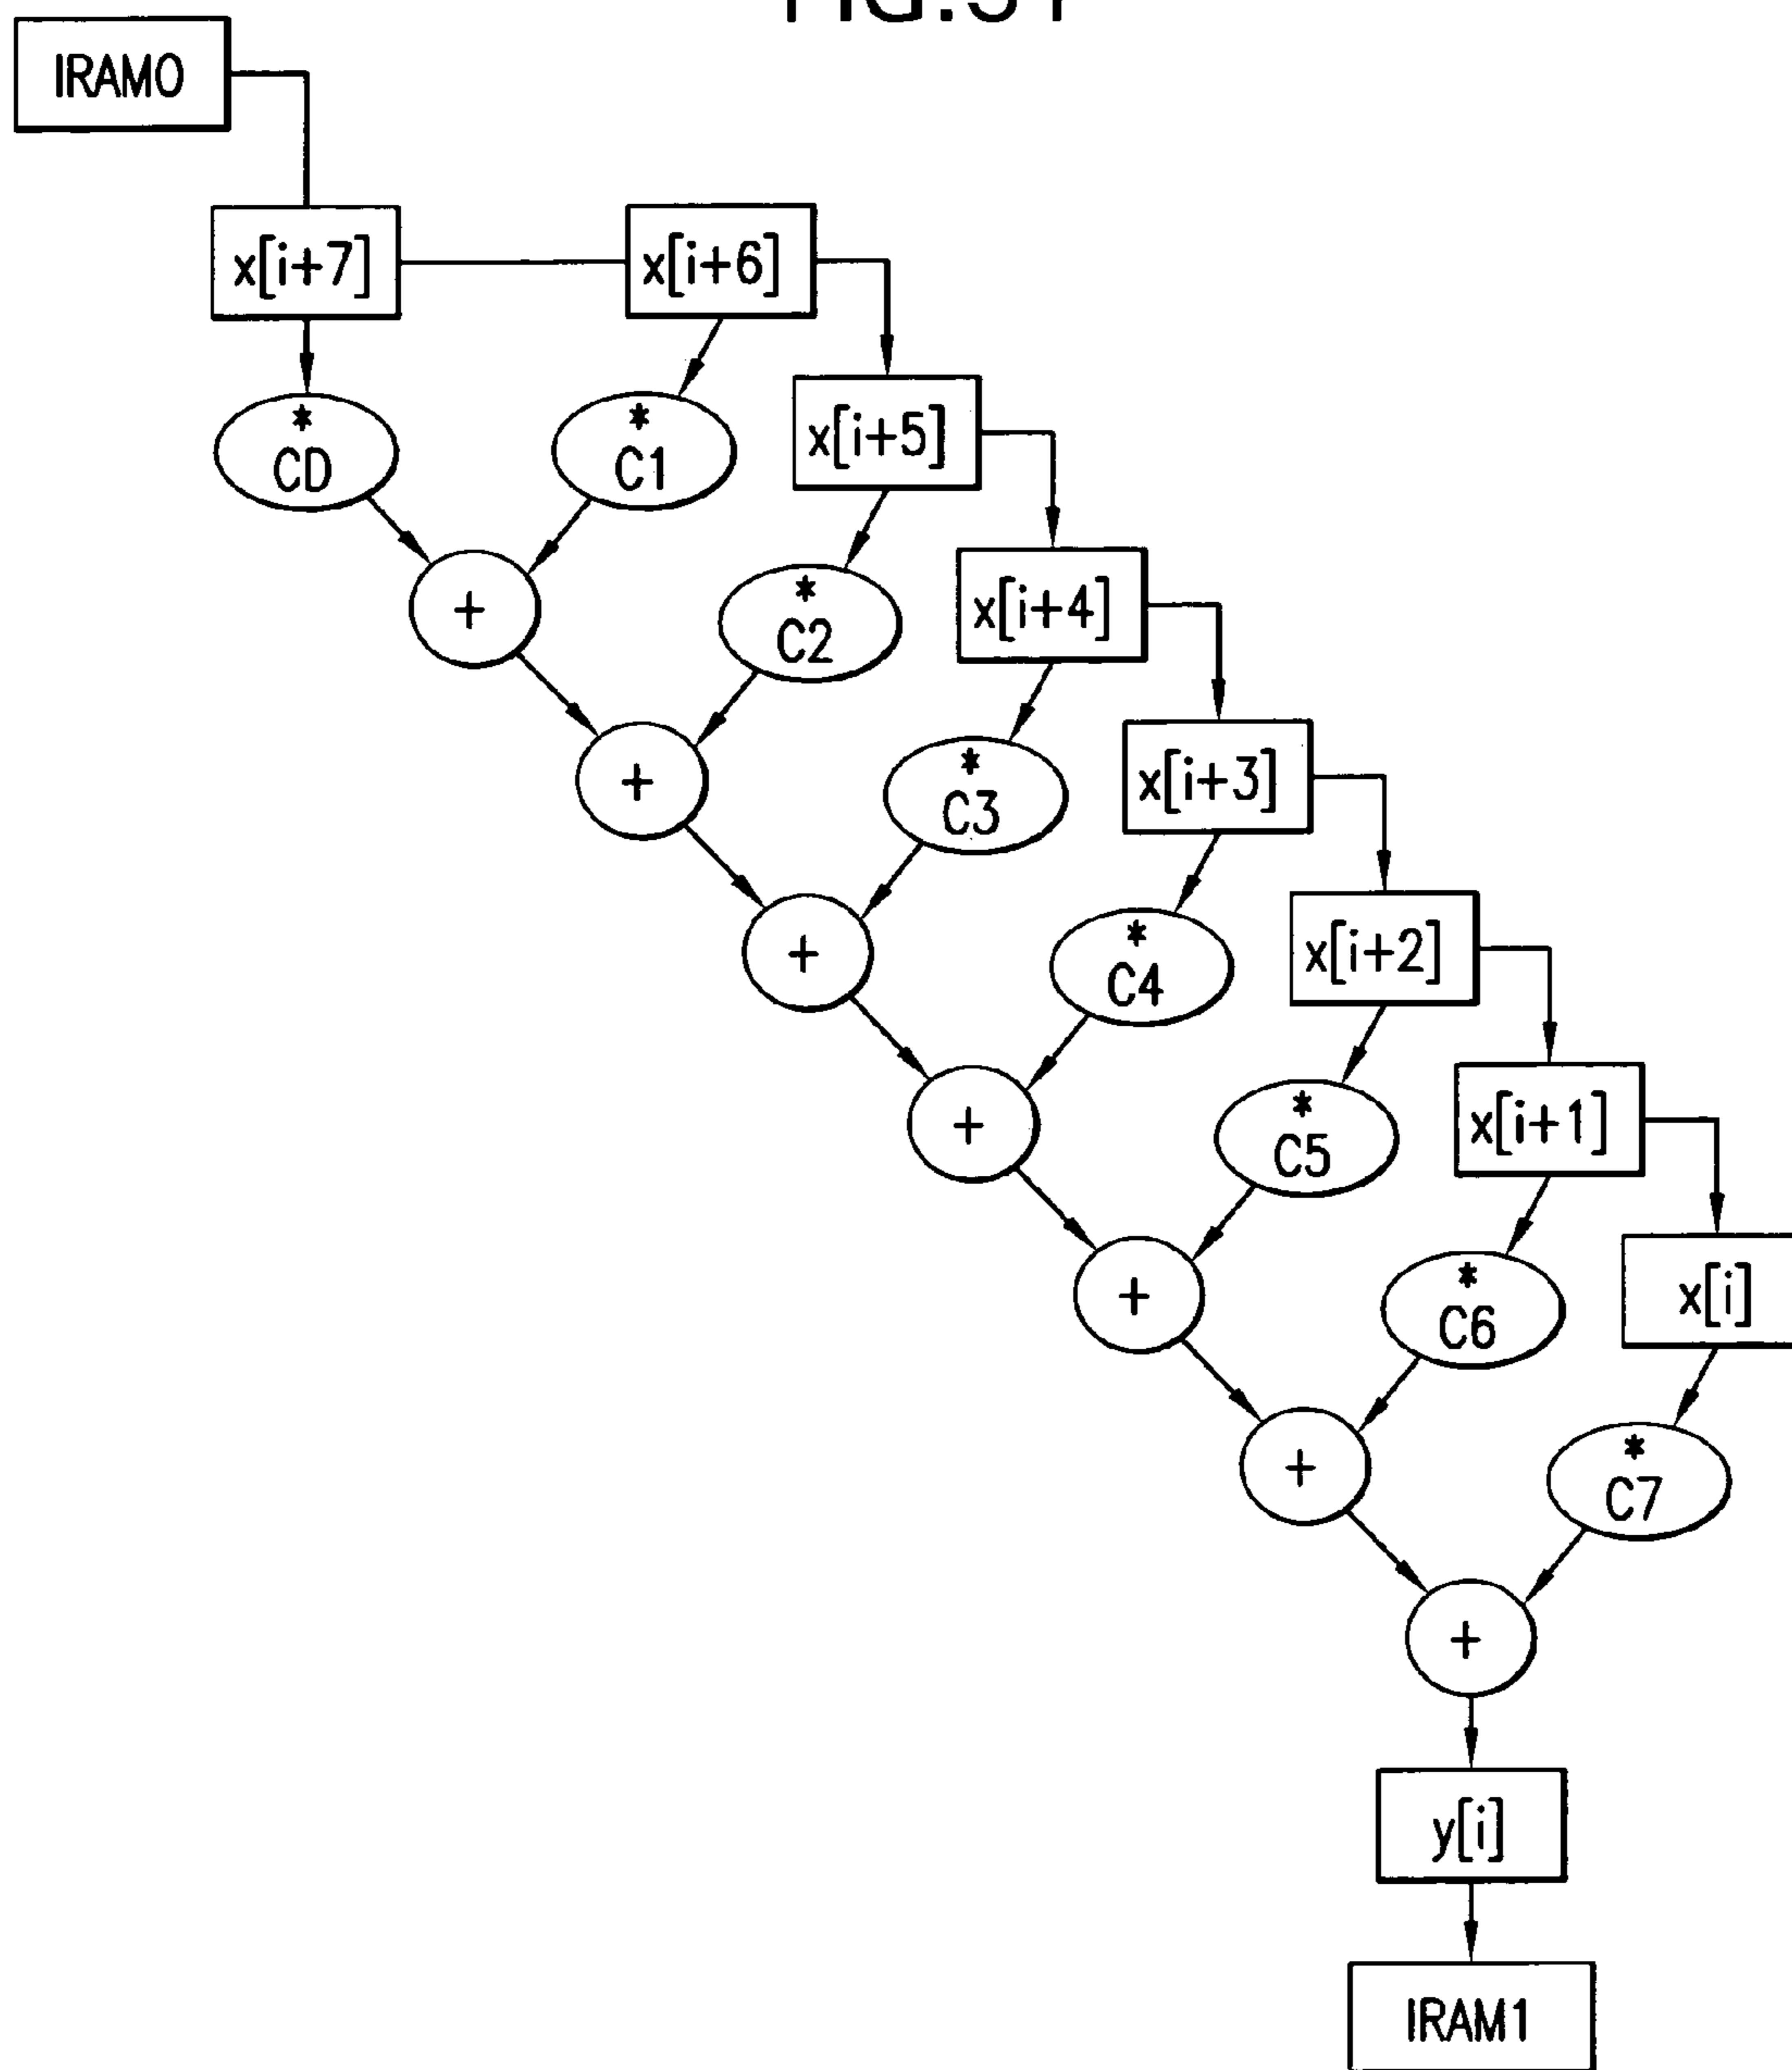 IRAM0
x[i+7]
x[i+6]
*
CD
*
C1
x[i+5]
+
*
C2
x[i+4]
+
*
C3
x[i+3]
+
*
C4
x[i+2]
+
*
C5
x[i+1]
+
*
C6
x[i]
+
*
C7
+
y[i]
IRAM1